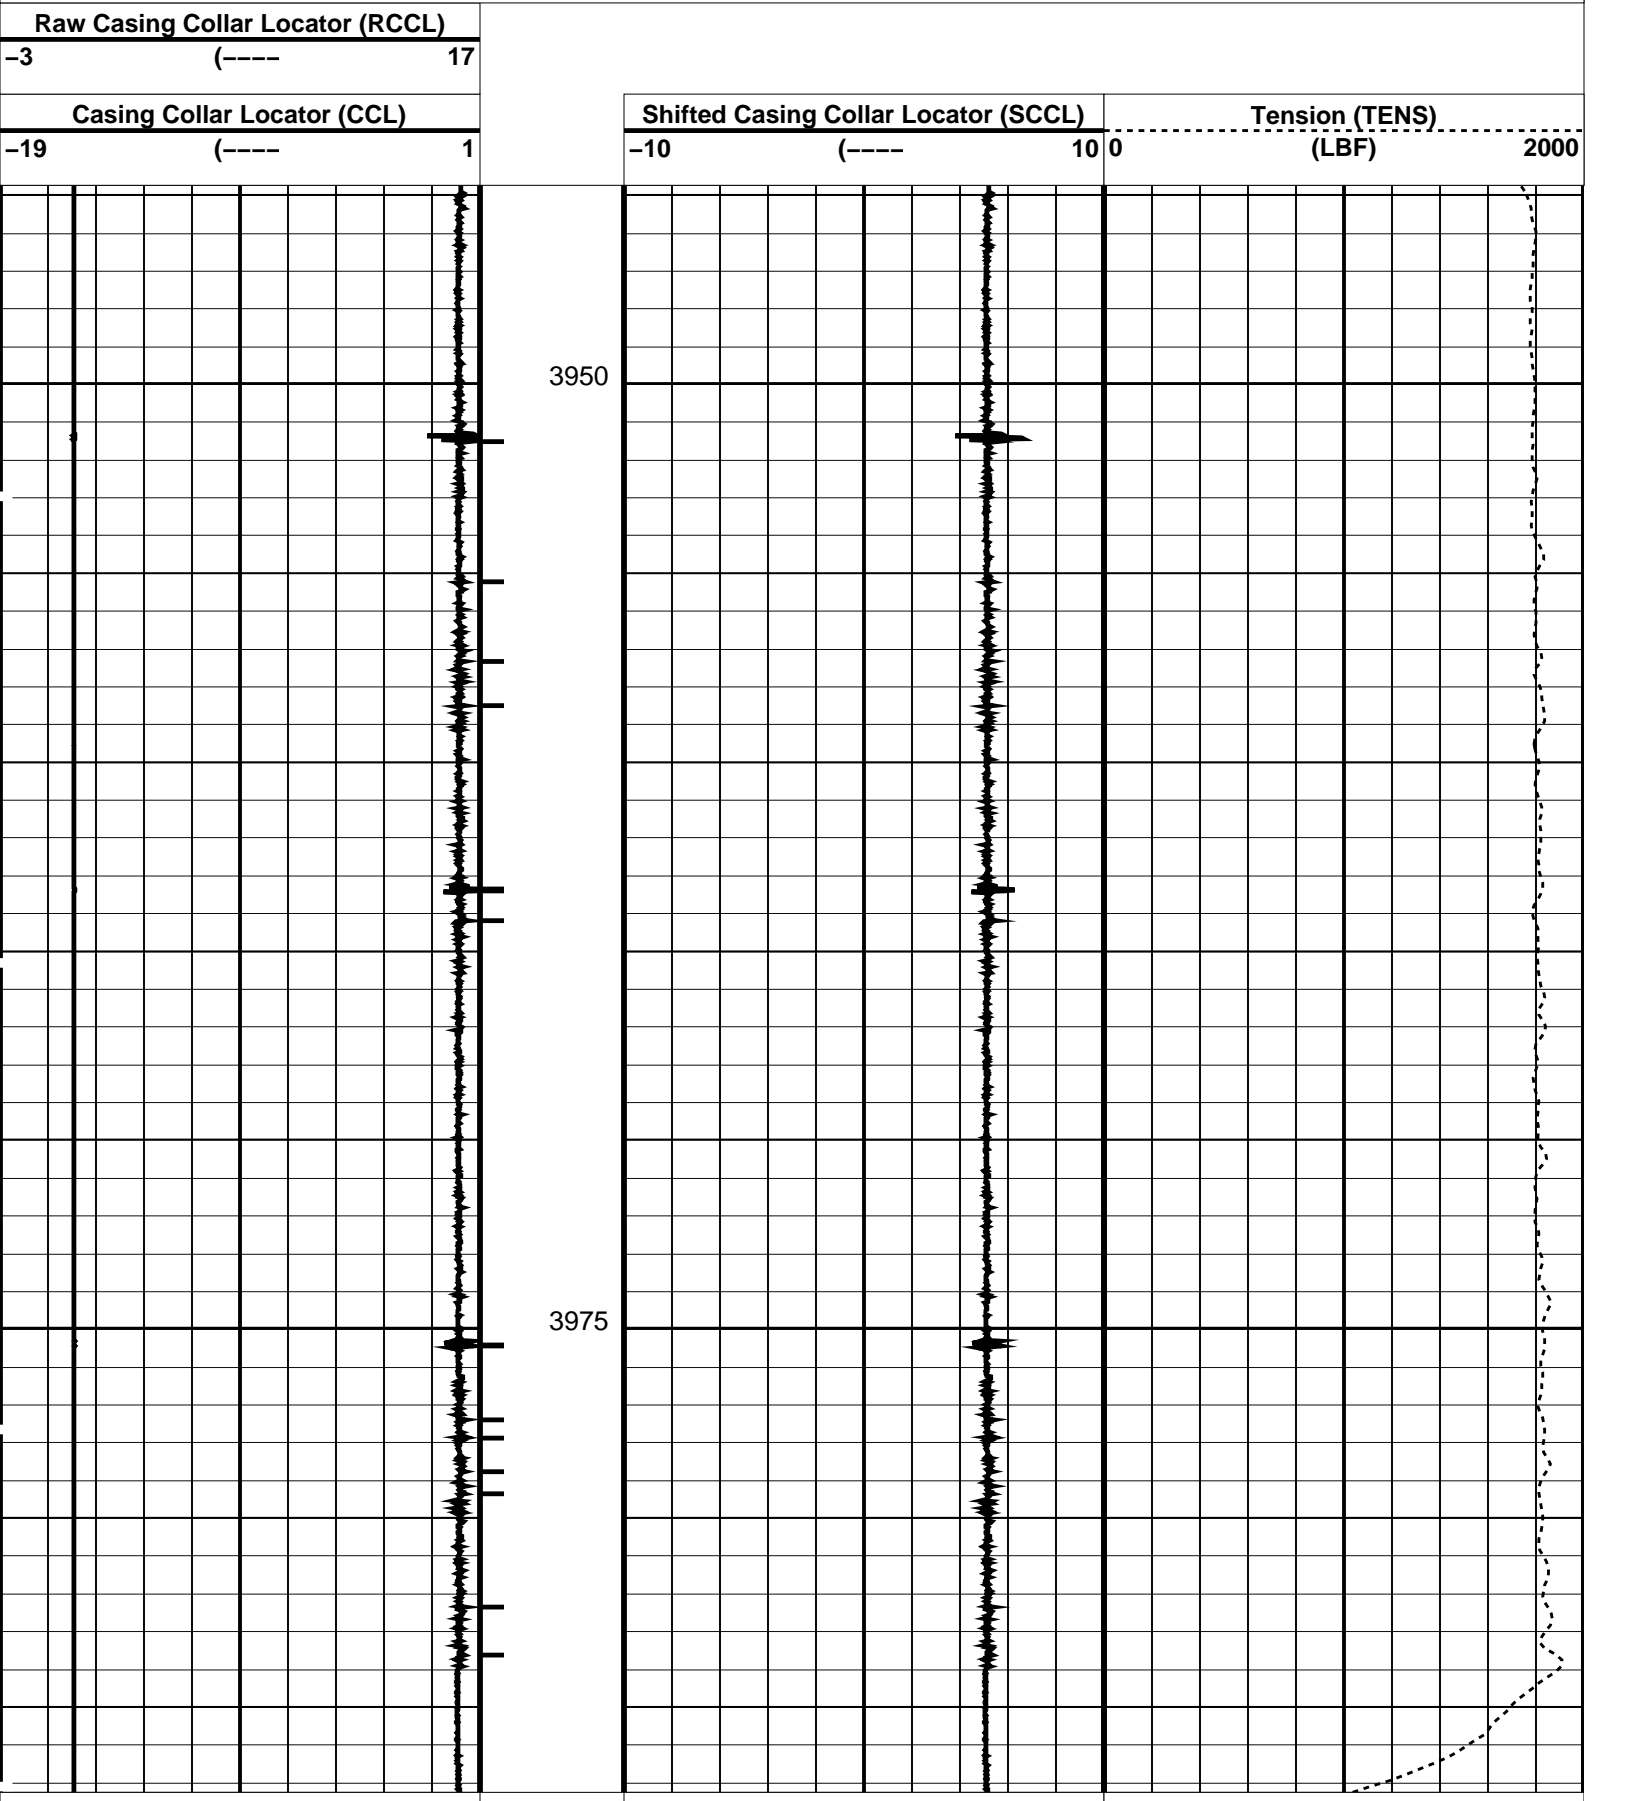 Raw Casing Collar Locator (RCCL)
−3 (−−−− 17
Casing Collar Locator (CCL)
−19 (−−−− 1
Shifted Casing Collar Locator (SCCL)
−10 (−−−− 10
Tension (TENS)
0 (LBF) 2000
3950
3975